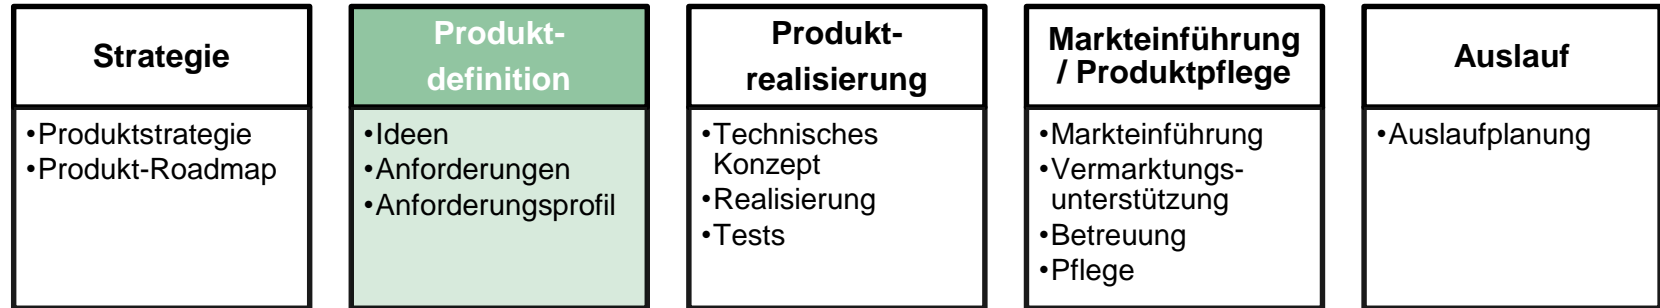 Strategie
•Produktstrategie
•Produkt-Roadmap
Produkt-
definition
•Ideen
•Anforderungen
•Anforderungsprofil
Produkt-
realisierung
•Technisches
Konzept
•Realisierung
•Tests
Markteinführung
/ Produktpflege
•Markteinführung
•Vermarktungs-
unterstützung
•Betreuung
•Pflege
Auslauf
•Auslaufplanung